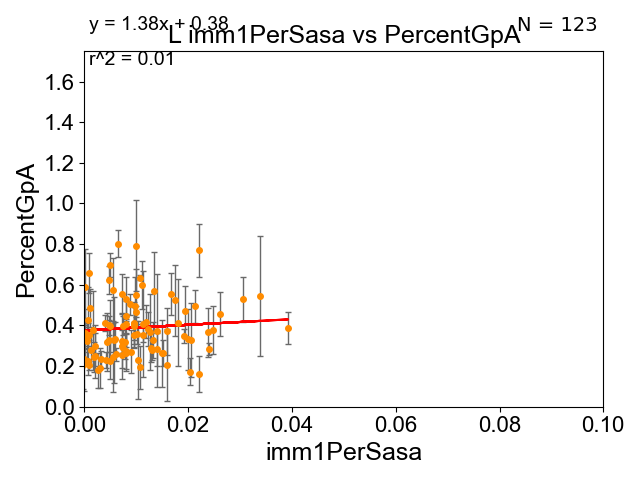 y = 1.38x + 0.38
L imm1PerSasa vs PercentGpA
N = 123
r^2 = 0.01
PercentGpA
1.6
1.4
1.2
1.0
0.8
0.6
0.4
0.2
0.0
0.00 0.02 0.04 0.06 0.08 0.10
imm1PerSasa